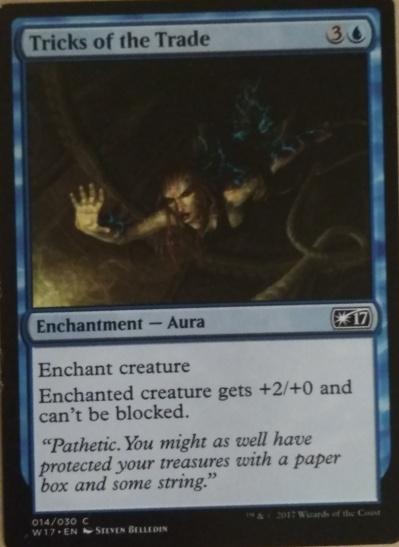 Tricks of the Trade 3
Enchantment — Aura 17
Enchant creature
Enchanted creature gets +2/+0 and
can't be blocked.
"Pathetic. You might as well have
protected your treasures with a paper
box and some string."
014/030 C
W17 • EN Steven Belledin ™ & © 2017 Wizards of the Coast